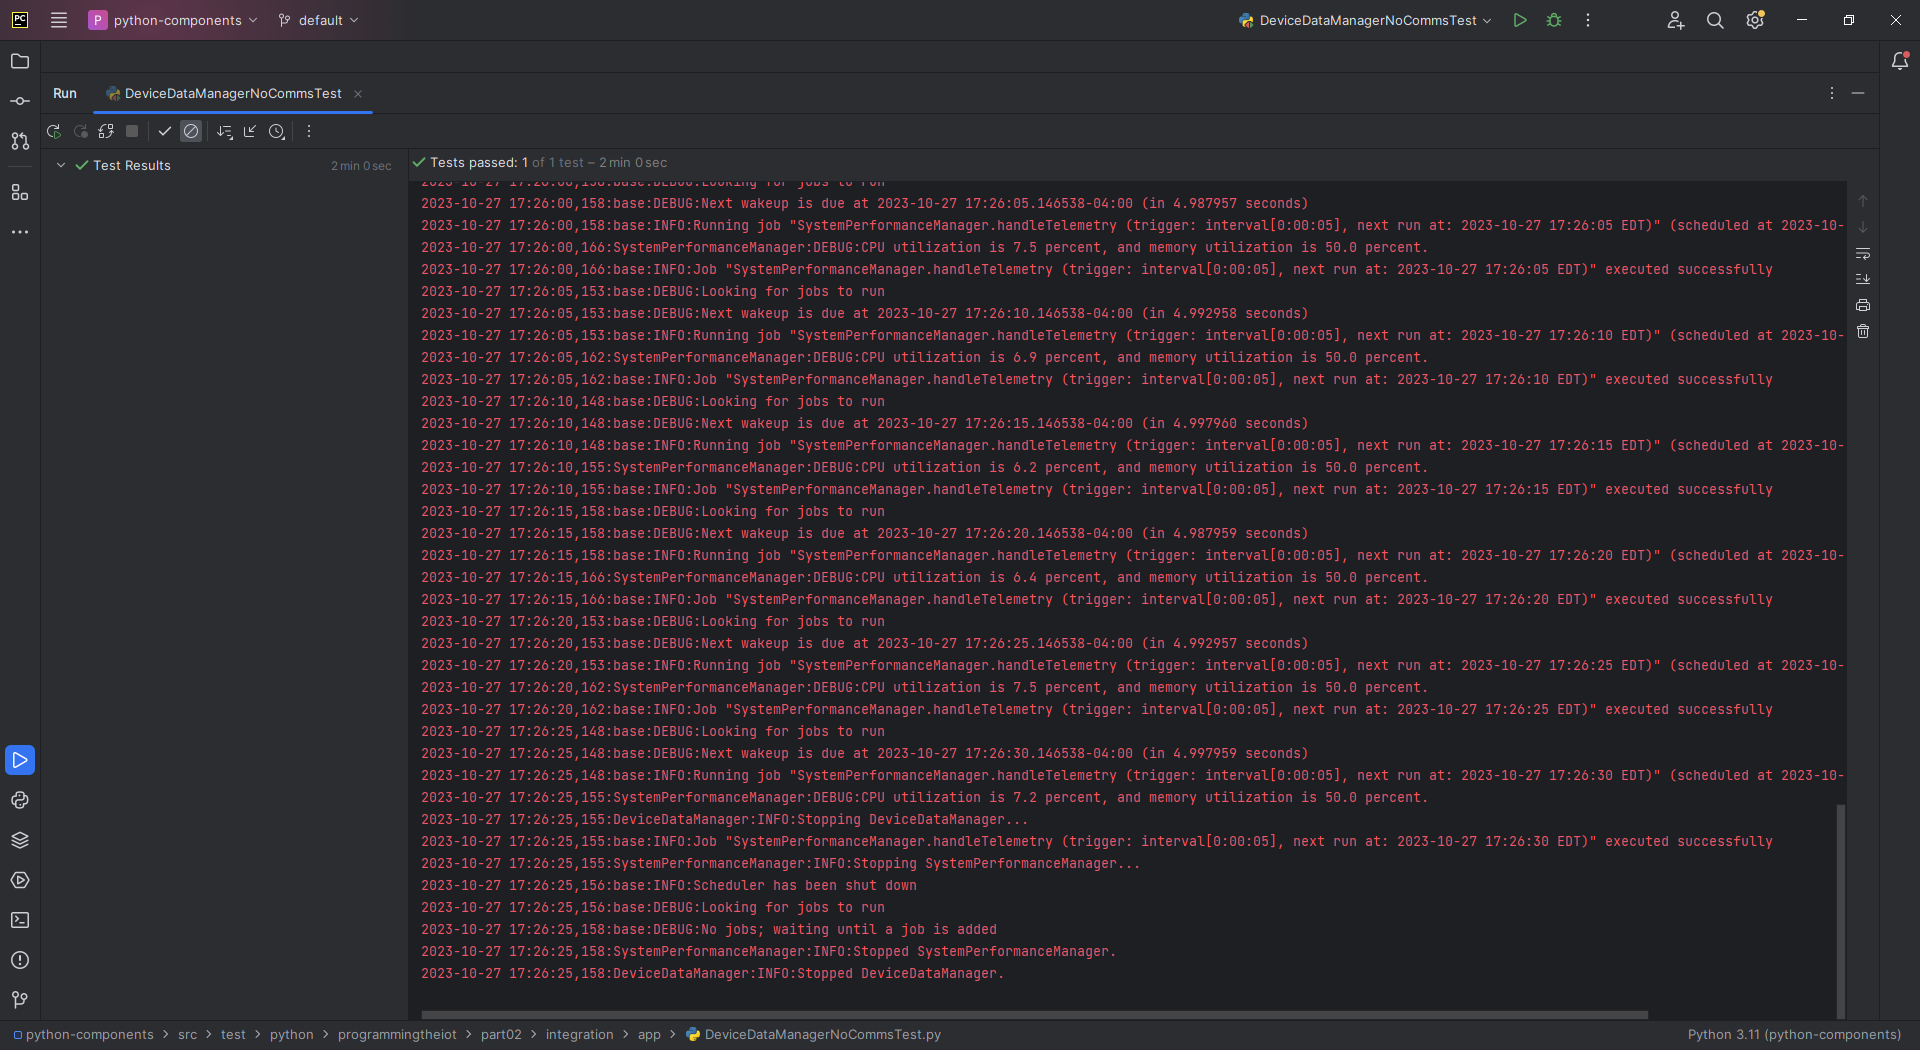 PC
P python-components default DeviceDataManagerNoCommsTest
Run DeviceDataManagerNoCommsTest
Test Results 2 min 0 sec
Tests passed: 1 of 1 test – 2 min 0 sec
2023-10-27 17:26:00,158:base:DEBUG:Looking for jobs to run
2023-10-27 17:26:00,158:base:DEBUG:Next wakeup is due at 2023-10-27 17:26:05.146538-04:00 (in 4.987957 seconds)
2023-10-27 17:26:00,158:base:INFO:Running job "SystemPerformanceManager.handleTelemetry (trigger: interval[0:00:05], next run at: 2023-10-27 17:26:05 EDT)" (scheduled at 2023-10-
2023-10-27 17:26:00,166:SystemPerformanceManager:DEBUG:CPU utilization is 7.5 percent, and memory utilization is 50.0 percent.
2023-10-27 17:26:00,166:base:INFO:Job "SystemPerformanceManager.handleTelemetry (trigger: interval[0:00:05], next run at: 2023-10-27 17:26:05 EDT)" executed successfully
2023-10-27 17:26:05,153:base:DEBUG:Looking for jobs to run
2023-10-27 17:26:05,153:base:DEBUG:Next wakeup is due at 2023-10-27 17:26:10.146538-04:00 (in 4.992958 seconds)
2023-10-27 17:26:05,153:base:INFO:Running job "SystemPerformanceManager.handleTelemetry (trigger: interval[0:00:05], next run at: 2023-10-27 17:26:10 EDT)" (scheduled at 2023-10-
2023-10-27 17:26:05,162:SystemPerformanceManager:DEBUG:CPU utilization is 6.9 percent, and memory utilization is 50.0 percent.
2023-10-27 17:26:05,162:base:INFO:Job "SystemPerformanceManager.handleTelemetry (trigger: interval[0:00:05], next run at: 2023-10-27 17:26:10 EDT)" executed successfully
2023-10-27 17:26:10,148:base:DEBUG:Looking for jobs to run
2023-10-27 17:26:10,148:base:DEBUG:Next wakeup is due at 2023-10-27 17:26:15.146538-04:00 (in 4.997960 seconds)
2023-10-27 17:26:10,148:base:INFO:Running job "SystemPerformanceManager.handleTelemetry (trigger: interval[0:00:05], next run at: 2023-10-27 17:26:15 EDT)" (scheduled at 2023-10-
2023-10-27 17:26:10,155:SystemPerformanceManager:DEBUG:CPU utilization is 6.2 percent, and memory utilization is 50.0 percent.
2023-10-27 17:26:10,155:base:INFO:Job "SystemPerformanceManager.handleTelemetry (trigger: interval[0:00:05], next run at: 2023-10-27 17:26:15 EDT)" executed successfully
2023-10-27 17:26:15,158:base:DEBUG:Looking for jobs to run
2023-10-27 17:26:15,158:base:DEBUG:Next wakeup is due at 2023-10-27 17:26:20.146538-04:00 (in 4.987959 seconds)
2023-10-27 17:26:15,158:base:INFO:Running job "SystemPerformanceManager.handleTelemetry (trigger: interval[0:00:05], next run at: 2023-10-27 17:26:20 EDT)" (scheduled at 2023-10-
2023-10-27 17:26:15,166:SystemPerformanceManager:DEBUG:CPU utilization is 6.4 percent, and memory utilization is 50.0 percent.
2023-10-27 17:26:15,166:base:INFO:Job "SystemPerformanceManager.handleTelemetry (trigger: interval[0:00:05], next run at: 2023-10-27 17:26:20 EDT)" executed successfully
2023-10-27 17:26:20,153:base:DEBUG:Looking for jobs to run
2023-10-27 17:26:20,153:base:DEBUG:Next wakeup is due at 2023-10-27 17:26:25.146538-04:00 (in 4.992957 seconds)
2023-10-27 17:26:20,153:base:INFO:Running job "SystemPerformanceManager.handleTelemetry (trigger: interval[0:00:05], next run at: 2023-10-27 17:26:25 EDT)" (scheduled at 2023-10-
2023-10-27 17:26:20,162:SystemPerformanceManager:DEBUG:CPU utilization is 7.5 percent, and memory utilization is 50.0 percent.
2023-10-27 17:26:20,162:base:INFO:Job "SystemPerformanceManager.handleTelemetry (trigger: interval[0:00:05], next run at: 2023-10-27 17:26:25 EDT)" executed successfully
2023-10-27 17:26:25,148:base:DEBUG:Looking for jobs to run
2023-10-27 17:26:25,148:base:DEBUG:Next wakeup is due at 2023-10-27 17:26:30.146538-04:00 (in 4.997959 seconds)
2023-10-27 17:26:25,148:base:INFO:Running job "SystemPerformanceManager.handleTelemetry (trigger: interval[0:00:05], next run at: 2023-10-27 17:26:30 EDT)" (scheduled at 2023-10-
2023-10-27 17:26:25,155:SystemPerformanceManager:DEBUG:CPU utilization is 7.2 percent, and memory utilization is 50.0 percent.
2023-10-27 17:26:25,155:DeviceDataManager:INFO:Stopping DeviceDataManager...
2023-10-27 17:26:25,155:base:INFO:Job "SystemPerformanceManager.handleTelemetry (trigger: interval[0:00:05], next run at: 2023-10-27 17:26:30 EDT)" executed successfully
2023-10-27 17:26:25,155:SystemPerformanceManager:INFO:Stopping SystemPerformanceManager...
2023-10-27 17:26:25,156:base:INFO:Scheduler has been shut down
2023-10-27 17:26:25,156:base:DEBUG:Looking for jobs to run
2023-10-27 17:26:25,158:base:DEBUG:No jobs; waiting until a job is added
2023-10-27 17:26:25,158:SystemPerformanceManager:INFO:Stopped SystemPerformanceManager.
2023-10-27 17:26:25,158:DeviceDataManager:INFO:Stopped DeviceDataManager.
python-components > src > test > python > programmingtheiot > part02 > integration > app > DeviceDataManagerNoCommsTest.py Python 3.11 (python-components)